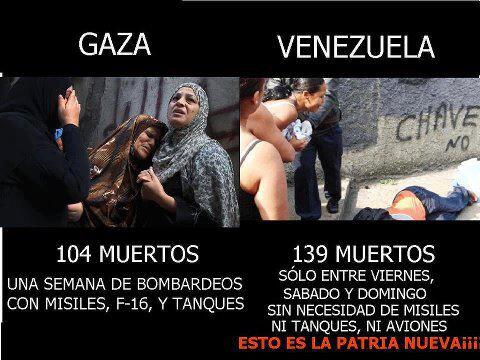 GAZA
VENEZUELA
CHAVE
NO
104 MUERTOS
UNA SEMANA DE BOMBARDEOS
CON MISILES, F-16, Y TANQUES
139 MUERTOS
SÓLO ENTRE VIERNES,
SABADO Y DOMINGO
SIN NECESIDAD DE MISILES
NI TANQUES, NI AVIONES
ESTO ES LA PATRIA NUEVA¡¡¡¡